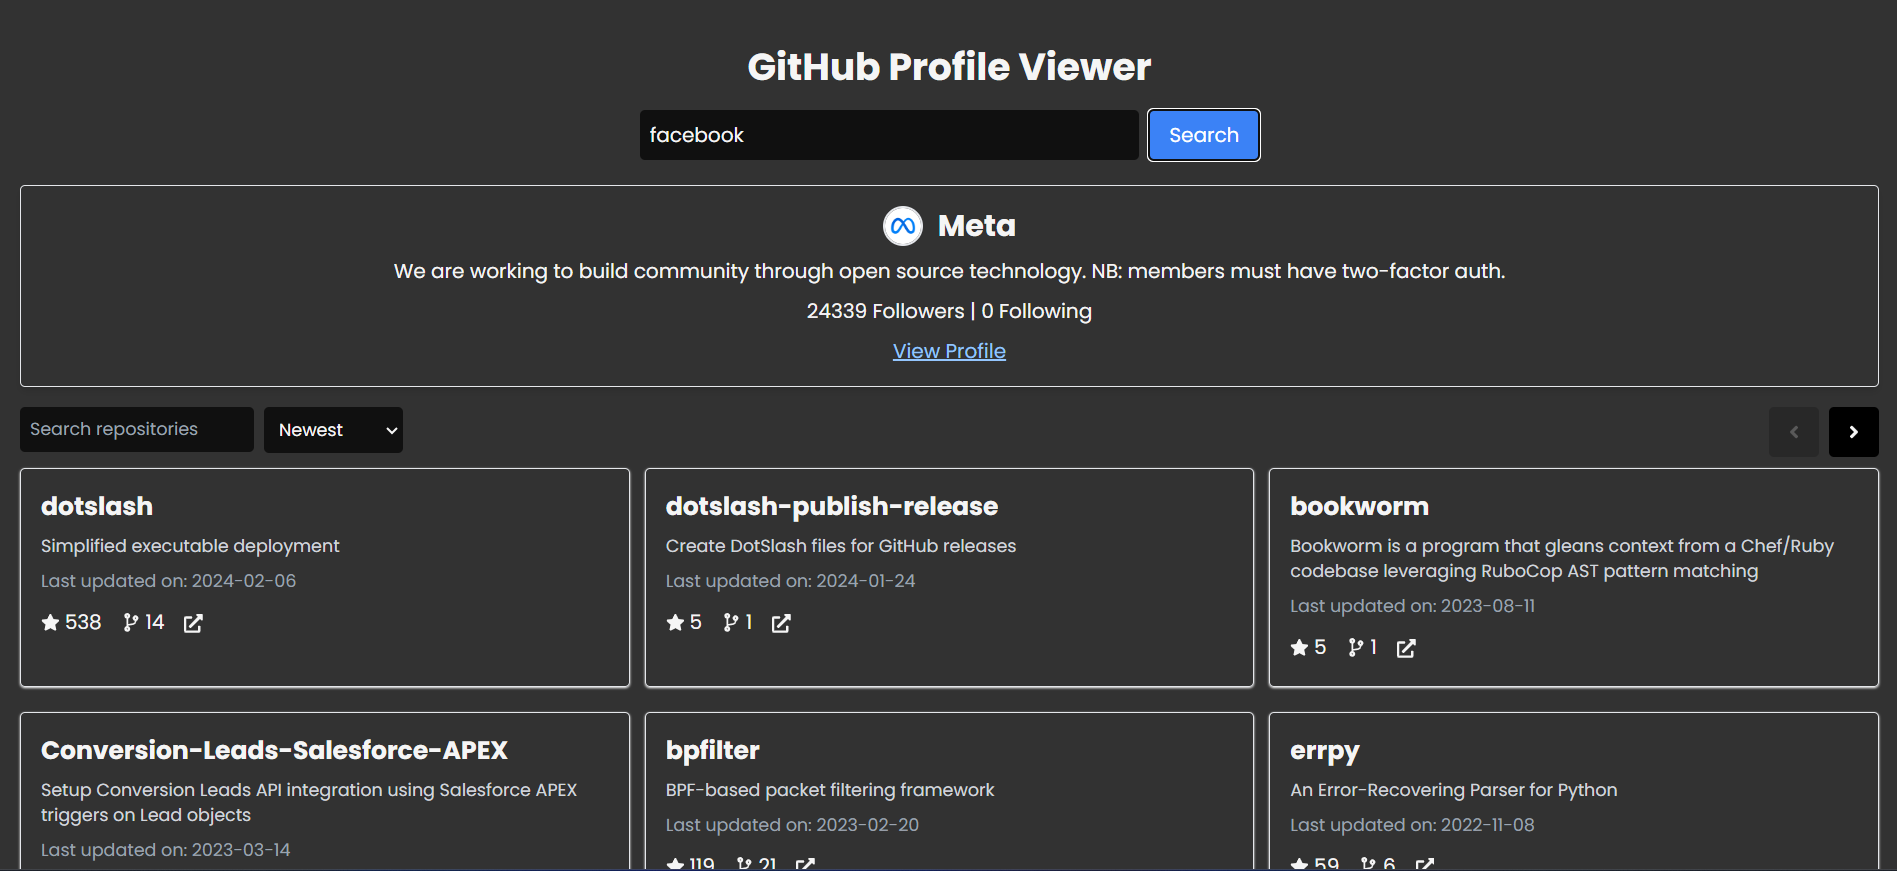 GitHub Profile Viewer
facebook
Search
Meta
We are working to build community through open source technology. NB: members must have two-factor auth.
24339 Followers | 0 Following
View Profile
Search repositories
Newest
dotslash
Simplified executable deployment
Last updated on: 2024-02-06
538 14
dotslash-publish-release
Create DotSlash files for GitHub releases
Last updated on: 2024-01-24
5 1
bookworm
Bookworm is a program that gleans context from a Chef/Ruby
codebase leveraging RuboCop AST pattern matching
Last updated on: 2023-08-11
5 1
Conversion-Leads-Salesforce-APEX
Setup Conversion Leads API integration using Salesforce APEX
triggers on Lead objects
Last updated on: 2023-03-14
bpfilter
BPF-based packet filtering framework
Last updated on: 2023-02-20
119 21
errpy
An Error-Recovering Parser for Python
Last updated on: 2022-11-08
59 6